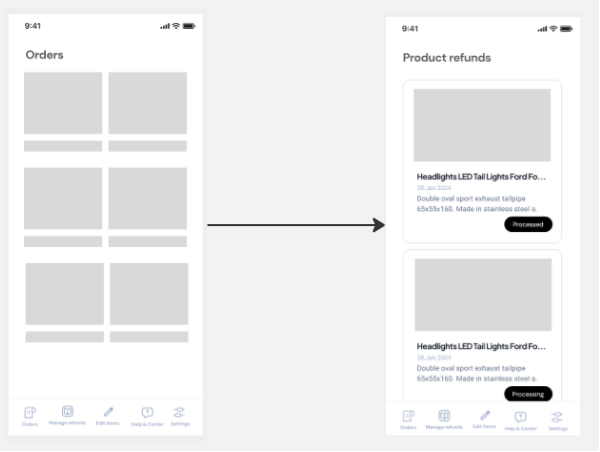 9:41
Orders
Orders
Manage refunds
Edit Items
Help & Center
Settings
9:41
Product refunds
Headlights LED Tail Lights Ford Fo...
28.Jan.2024
Double oval sport exhaust tailpipe
65x55x160. Made in stainless steel a.
Processed
Headlights LED Tail Lights Ford Fo...
28.Jan.2024
Double oval sport exhaust tailpipe
65x55x160. Made in stainless steel a.
Processing
Orders
Manage refunds
Edit Items
Help & Center
Settings